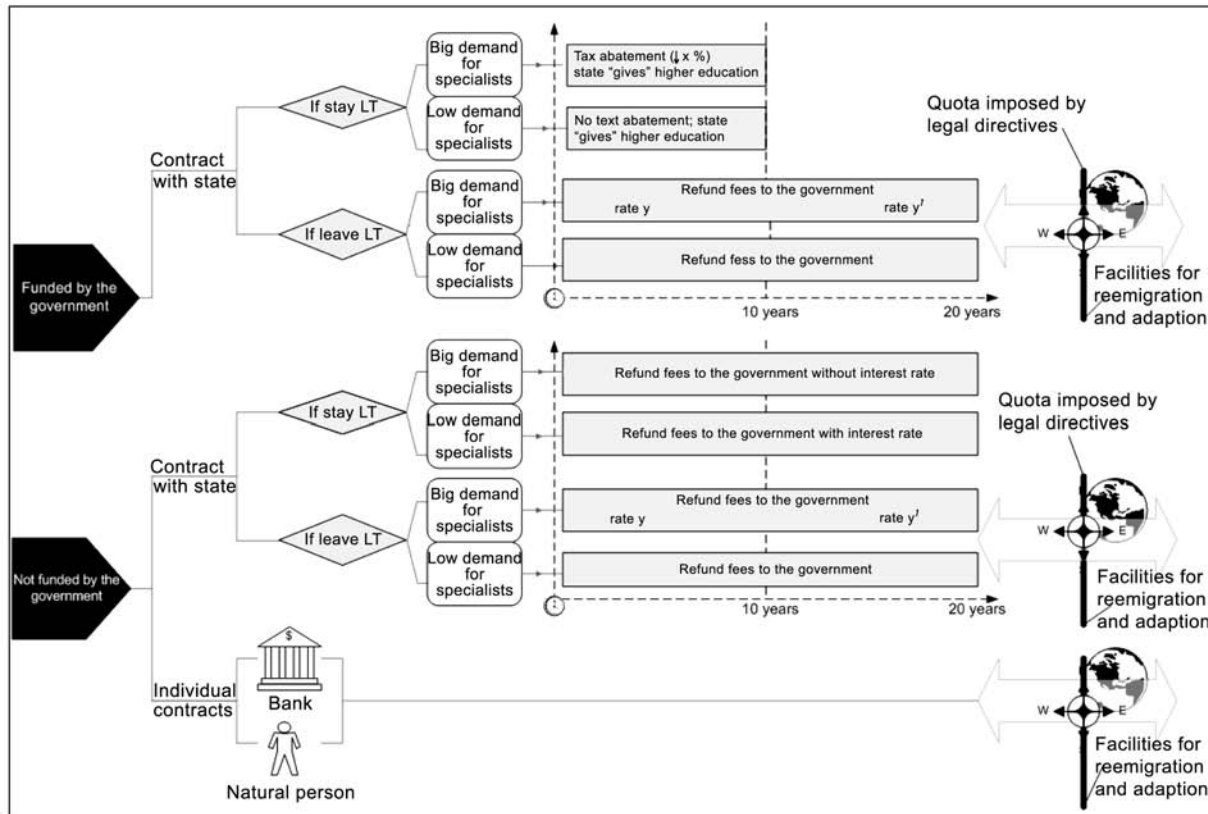 Funded by the
government
Contract
with state
If stay LT
Big demand
for
specialists
Tax abatement (↓ x %)
state “gives” higher education
Low demand
for
specialists
No text abatement; state
“gives” higher education
If leave LT
Big demand
for
specialists
Refund fees to the government
rate y rate y¹
Low demand
for
specialists
Refund fess to the government
10 years 20 years
Quota imposed by
legal directives
W E
Facilities for
reemigration
and adaption
Not funded by the
government
Contract
with state
If stay LT
Big demand
for
specialists
Refund fees to the government without interest rate
Low demand
for
specialists
Refund fees to the government with interest rate
If leave LT
Big demand
for
specialists
Refund fees to the government
rate y rate y¹
Low demand
for
specialists
Refund fees to the government
10 years 20 years
Quota imposed by
legal directives
W E
Facilities for
reemigration
and adaption
Individual
contracts
$
Bank
Natural person
W E
Facilities for
reemigration
and adaption